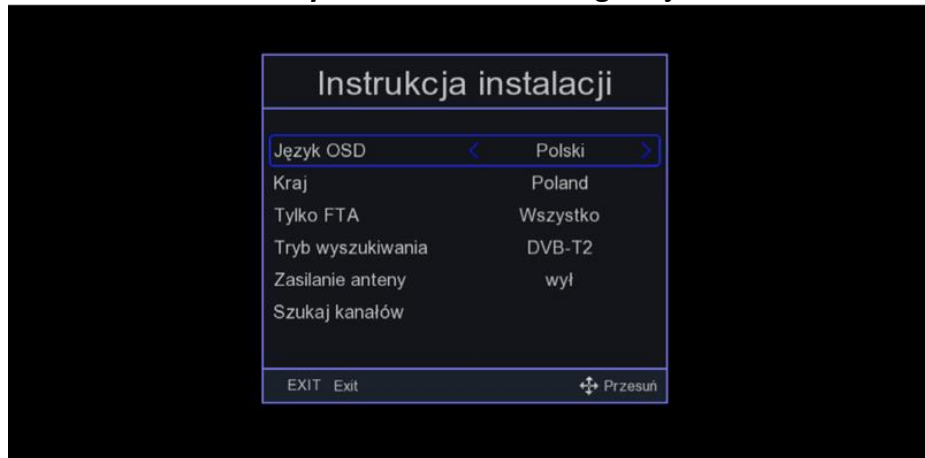 Instrukcja instalacji
Język OSD < Polski >
Kraj Poland
Tylko FTA Wszystko
Tryb wyszukiwania DVB-T2
Zasilanie anteny wył
Szukaj kanałów
EXIT Exit Przesuń